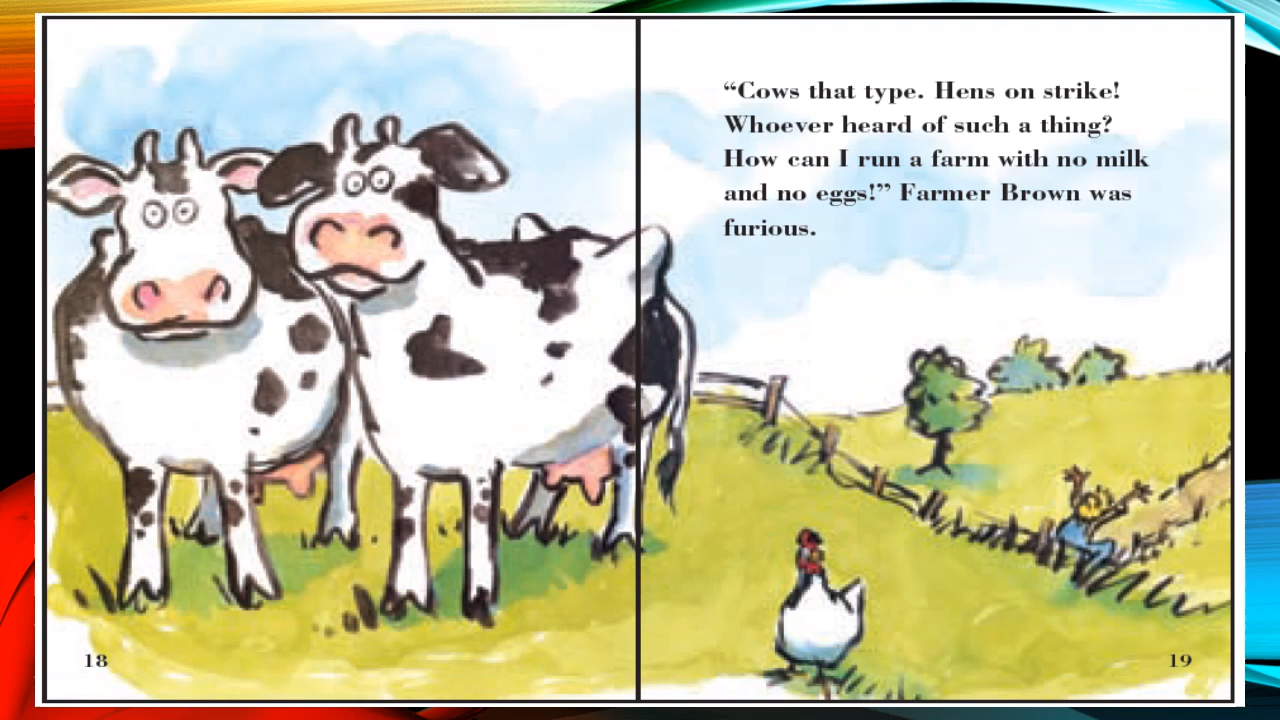 “Cows that type. Hens on strike!
Whoever heard of such a thing?
How can I run a farm with no milk
and no eggs!” Farmer Brown was
furious.
18
19